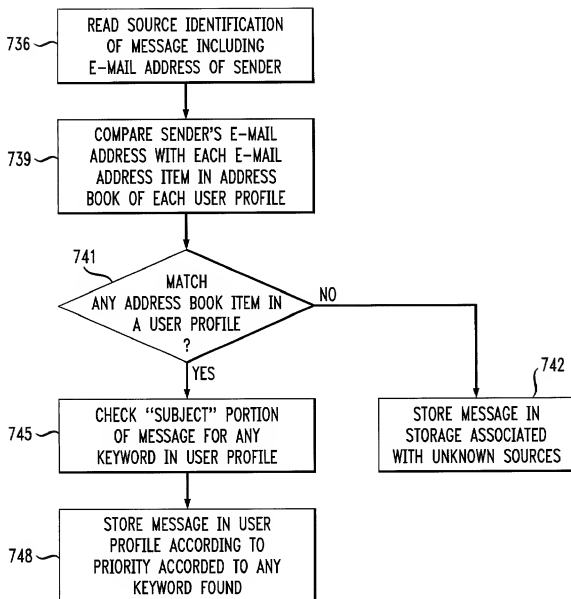 736
READ SOURCE IDENTIFICATION
OF MESSAGE INCLUDING
E-MAIL ADDRESS OF SENDER
739
COMPARE SENDER'S E-MAIL
ADDRESS WITH EACH E-MAIL
ADDRESS ITEM IN ADDRESS
BOOK OF EACH USER PROFILE
741
MATCH
ANY ADDRESS BOOK ITEM IN
A USER PROFILE
?
NO
YES
742
STORE MESSAGE IN
STORAGE ASSOCIATED
WITH UNKNOWN SOURCES
745
CHECK “SUBJECT” PORTION
OF MESSAGE FOR ANY
KEYWORD IN USER PROFILE
748
STORE MESSAGE IN USER
PROFILE ACCORDING TO
PRIORITY ACCORDED TO ANY
KEYWORD FOUND